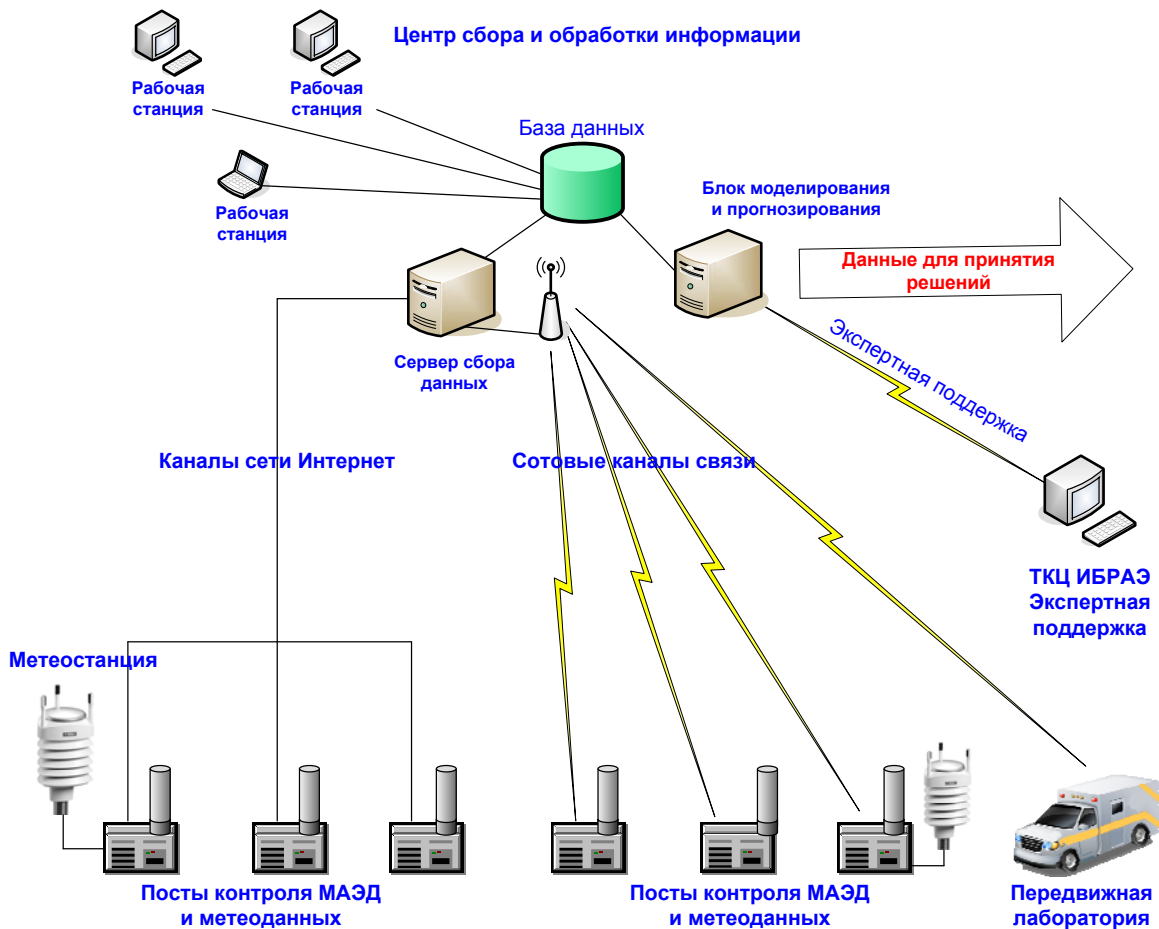 Центр сбора и обработки информации
Рабочая
станция
Рабочая
станция
База данных
Рабочая
станция
Блок моделирования
и прогнозирования
Данные для принятия
решений
Сервер сбора
данных
Экспертная поддержка
Каналы сети Интернет
Сотовые каналы связи
ТКЦ ИБРАЭ
Экспертная
поддержка
Метеостанция
Посты контроля МАЭД
и метеоданных
Посты контроля МАЭД
и метеоданных
Передвижная
лаборатория